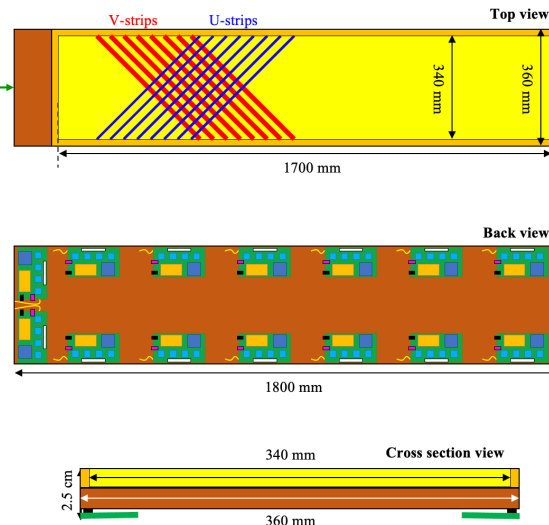 Top view
V-strips U-strips
340 mm
360 mm
1700 mm
Back view
1800 mm
340 mm
Cross section view
2.5 cm
360 mm